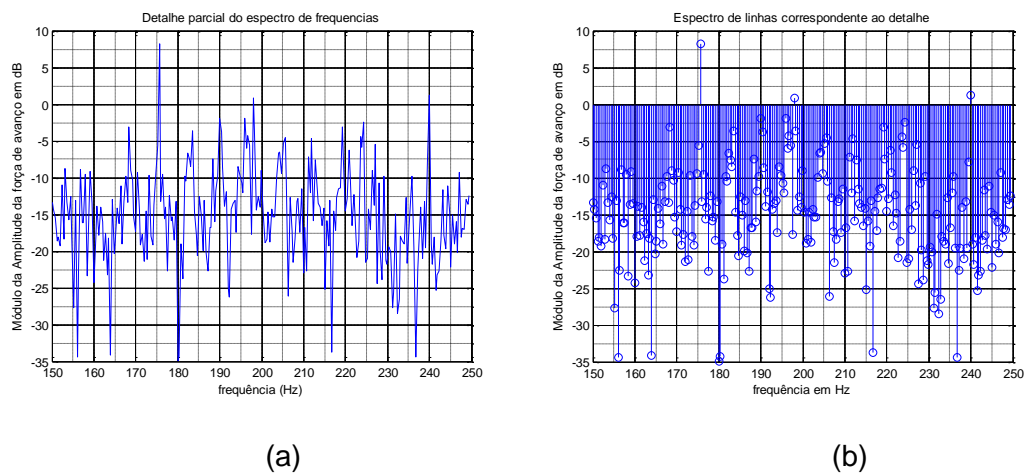 Detalhe parcial do espectro de frequencias
Módulo da Amplitude da força de avanço em dB
10
5
0
-5
-10
-15
-20
-25
-30
-35
150 160 170 180 190 200 210 220 230 240 250
frequência (Hz)
(a)
Espectro de linhas correspondente ao detalhe
Módulo da Amplitude da força de avanço em dB
10
5
0
-5
-10
-15
-20
-25
-30
-35
150 160 170 180 190 200 210 220 230 240 250
frequência em Hz
(b)